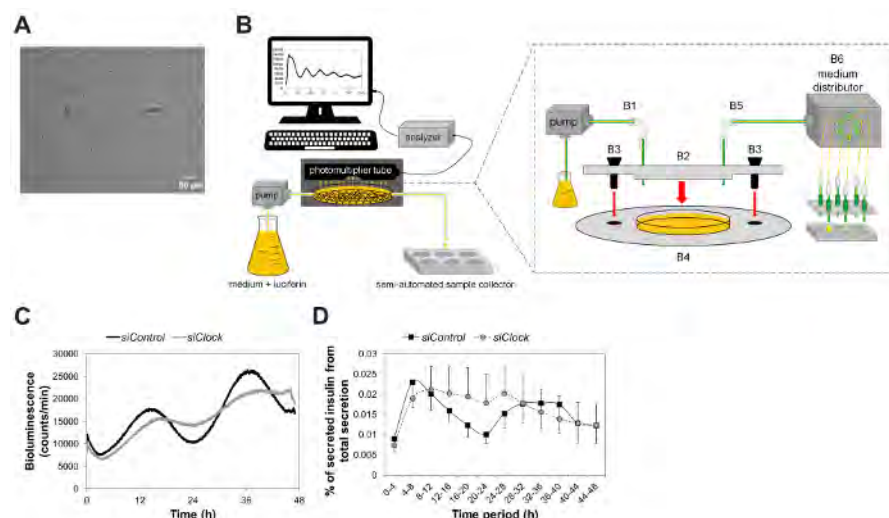 A
50 µm
B
analyzer
photomultiplier tube
pump
medium + luciferin
semi-automated sample collector
pump
B1
B2
B3
B3
B4
B5
B6
medium
distributor
C
siControl
siClock
Bioluminescence
(counts/min)
30000
25000
20000
15000
10000
5000
0
0
12
24
36
48
Time (h)
D
siControl
siClock
% of secreted insulin from
total secretion
0.03
0.025
0.02
0.015
0.01
0.005
0
0-4
4-8
8-12
12-16
16-20
20-24
24-28
28-32
32-36
36-40
40-44
44-48
Time period (h)